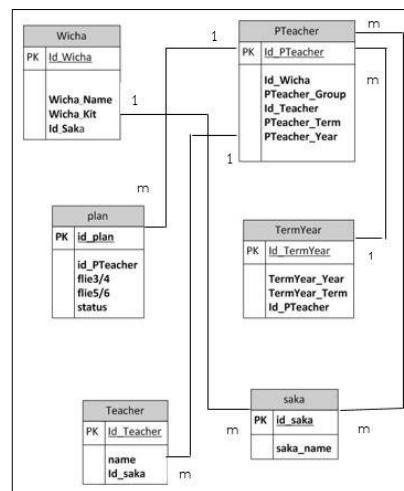 Wicha
PK Id_Wicha
Wicha_Name
Wicha_Kit
Id_Saka
1
1
PTeacher
PK Id_PTeacher
Id_Wicha
PTeacher_Group
Id_Teacher
PTeacher_Term
PTeacher_Year
m
m
1
m
plan
PK id_plan
id_PTeacher
flie3/4
flie5/6
status
TermYear
PK Id_TermYear
TermYear_Year
TermYear_Term
Id_PTeacher
1
Teacher
PK Id_Teacher
name
Id_saka
m
m
saka
PK id_saka
saka_name
m